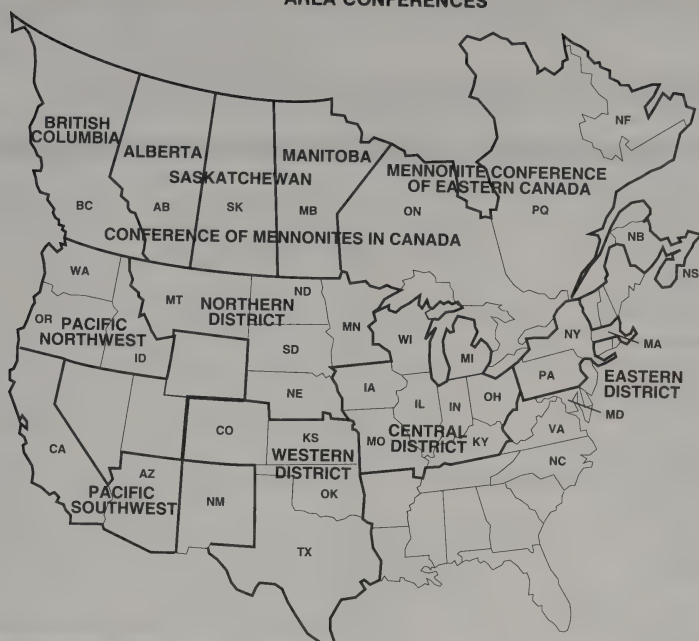 AREA CONFERENCES
NF
BRITISH
COLUMBIA
ALBERTA
MANITOBA
SASKATCHEWAN
MENNONITE CONFERENCE
OF EASTERN CANADA
BC
AB
SK
MB
ON
PQ
NB
NS
CONFERENCE OF MENNONITES IN CANADA
WA
MT
ND
NORTHERN
DISTRICT
OR
PACIFIC
NORTHWEST
ID
MN
WI
MI
SD
NE
NY
MA
PA
EASTERN
DISTRICT
MD
IA
IL
IN
OH
MO
CENTRAL
DISTRICT
KY
VA
NC
CO
KS
WESTERN
DISTRICT
OK
CA
AZ
PACIFIC
SOUTHWEST
NM
TX